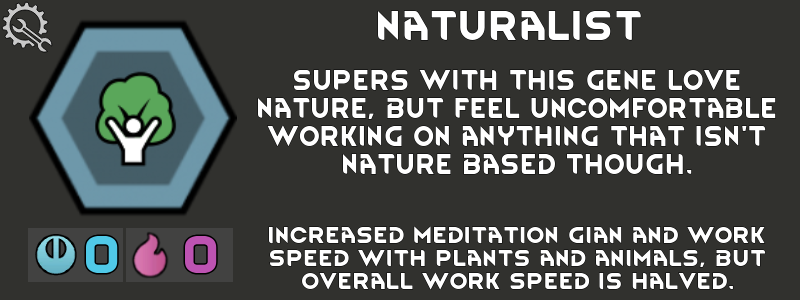 NATURALIST
SUPERS WITH THIS GENE LOVE
NATURE, BUT FEEL UNCOMFORTABLE
WORKING ON ANYTHING THAT ISN'T
NATURE BASED THOUGH.
0 0
INCREASED MEDITATION GIAN AND WORK
SPEED WITH PLANTS AND ANIMALS, BUT
OVERALL WORK SPEED IS HALVED.